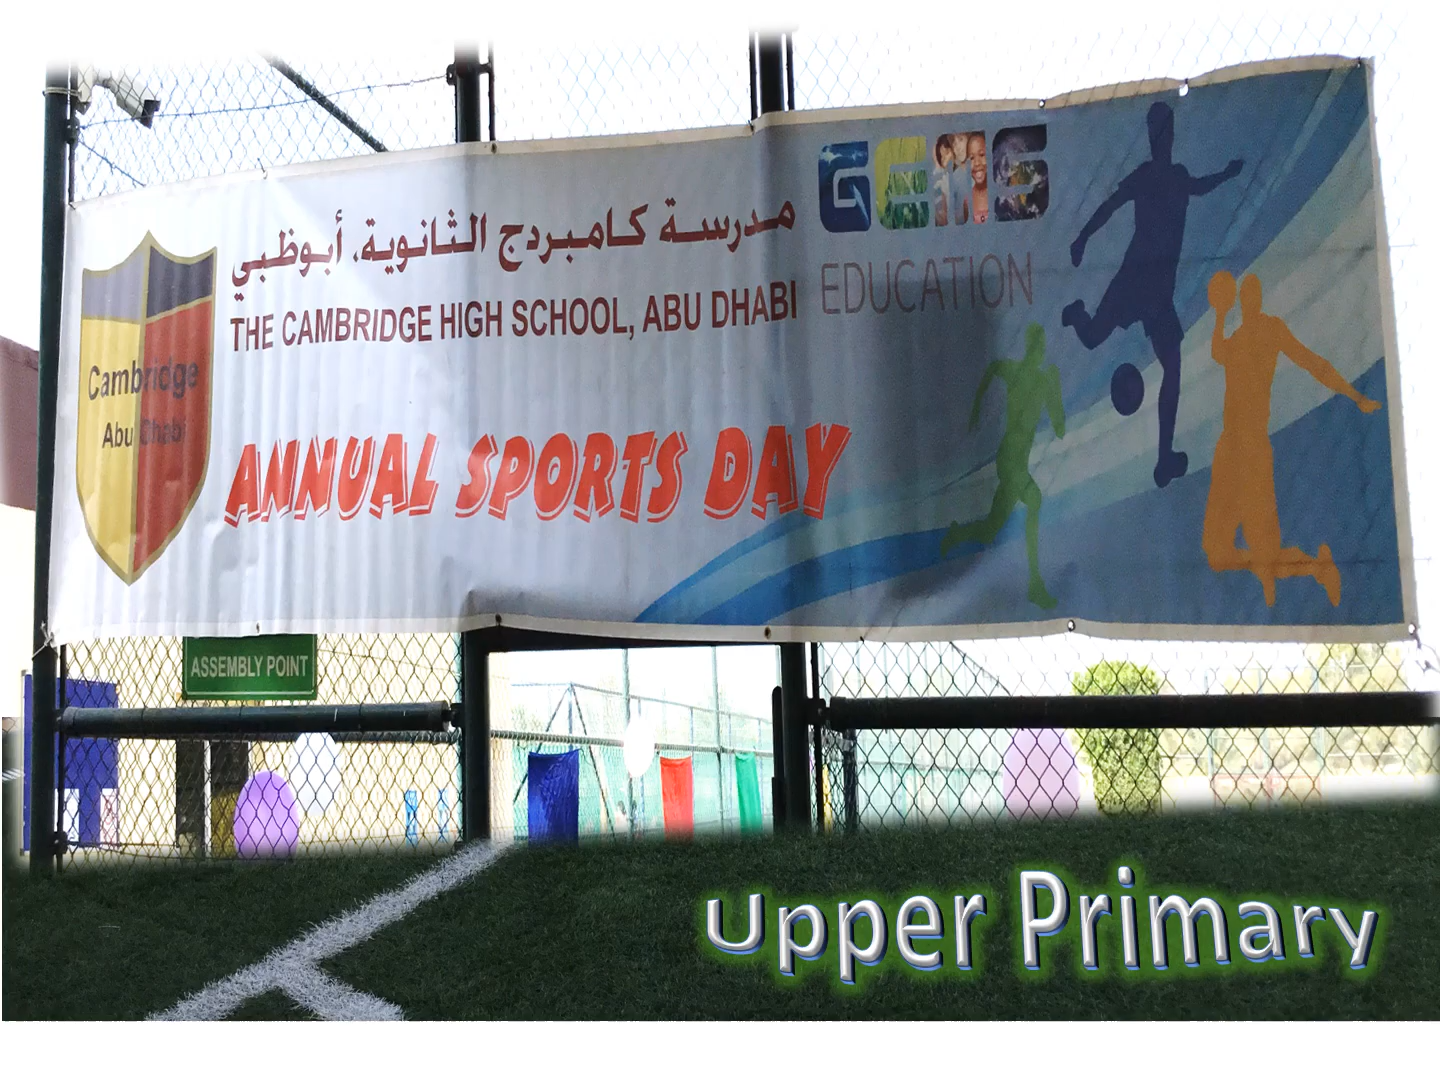 مدرسة كامبردج الثانوية، أبوظبي
THE CAMBRIDGE HIGH SCHOOL, ABU DHABI
GEMS
EDUCATION
Cambridge
Abu Dhabi
ANNUAL SPORTS DAY
ASSEMBLY POINT
Upper Primary